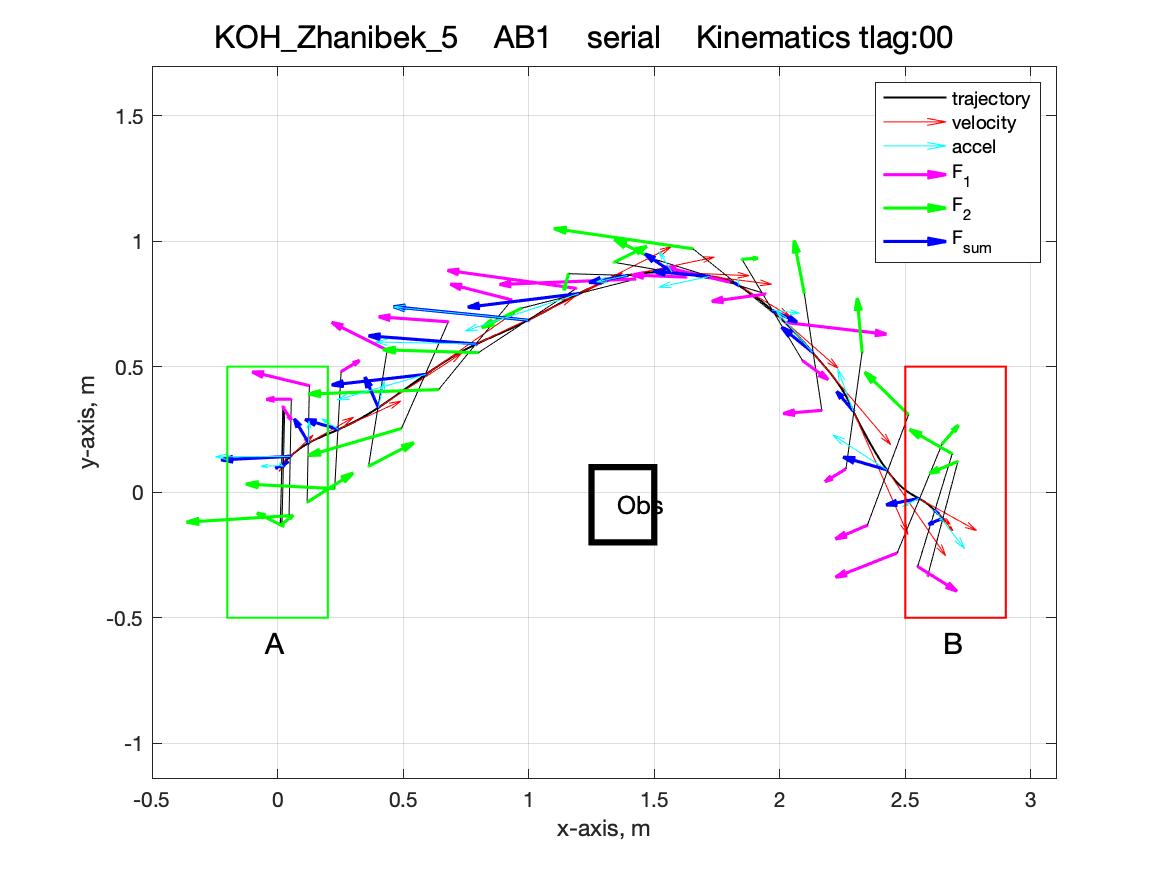 KOH_Zhanibek_5 AB1 serial Kinematics tlag:00
trajectory
velocity
accel
F1
F2
Fsum
1.5
1
0.5
0
-0.5
-1
y-axis, m
Obs
A
B
-0.5 0 0.5 1 1.5 2 2.5 3
x-axis, m